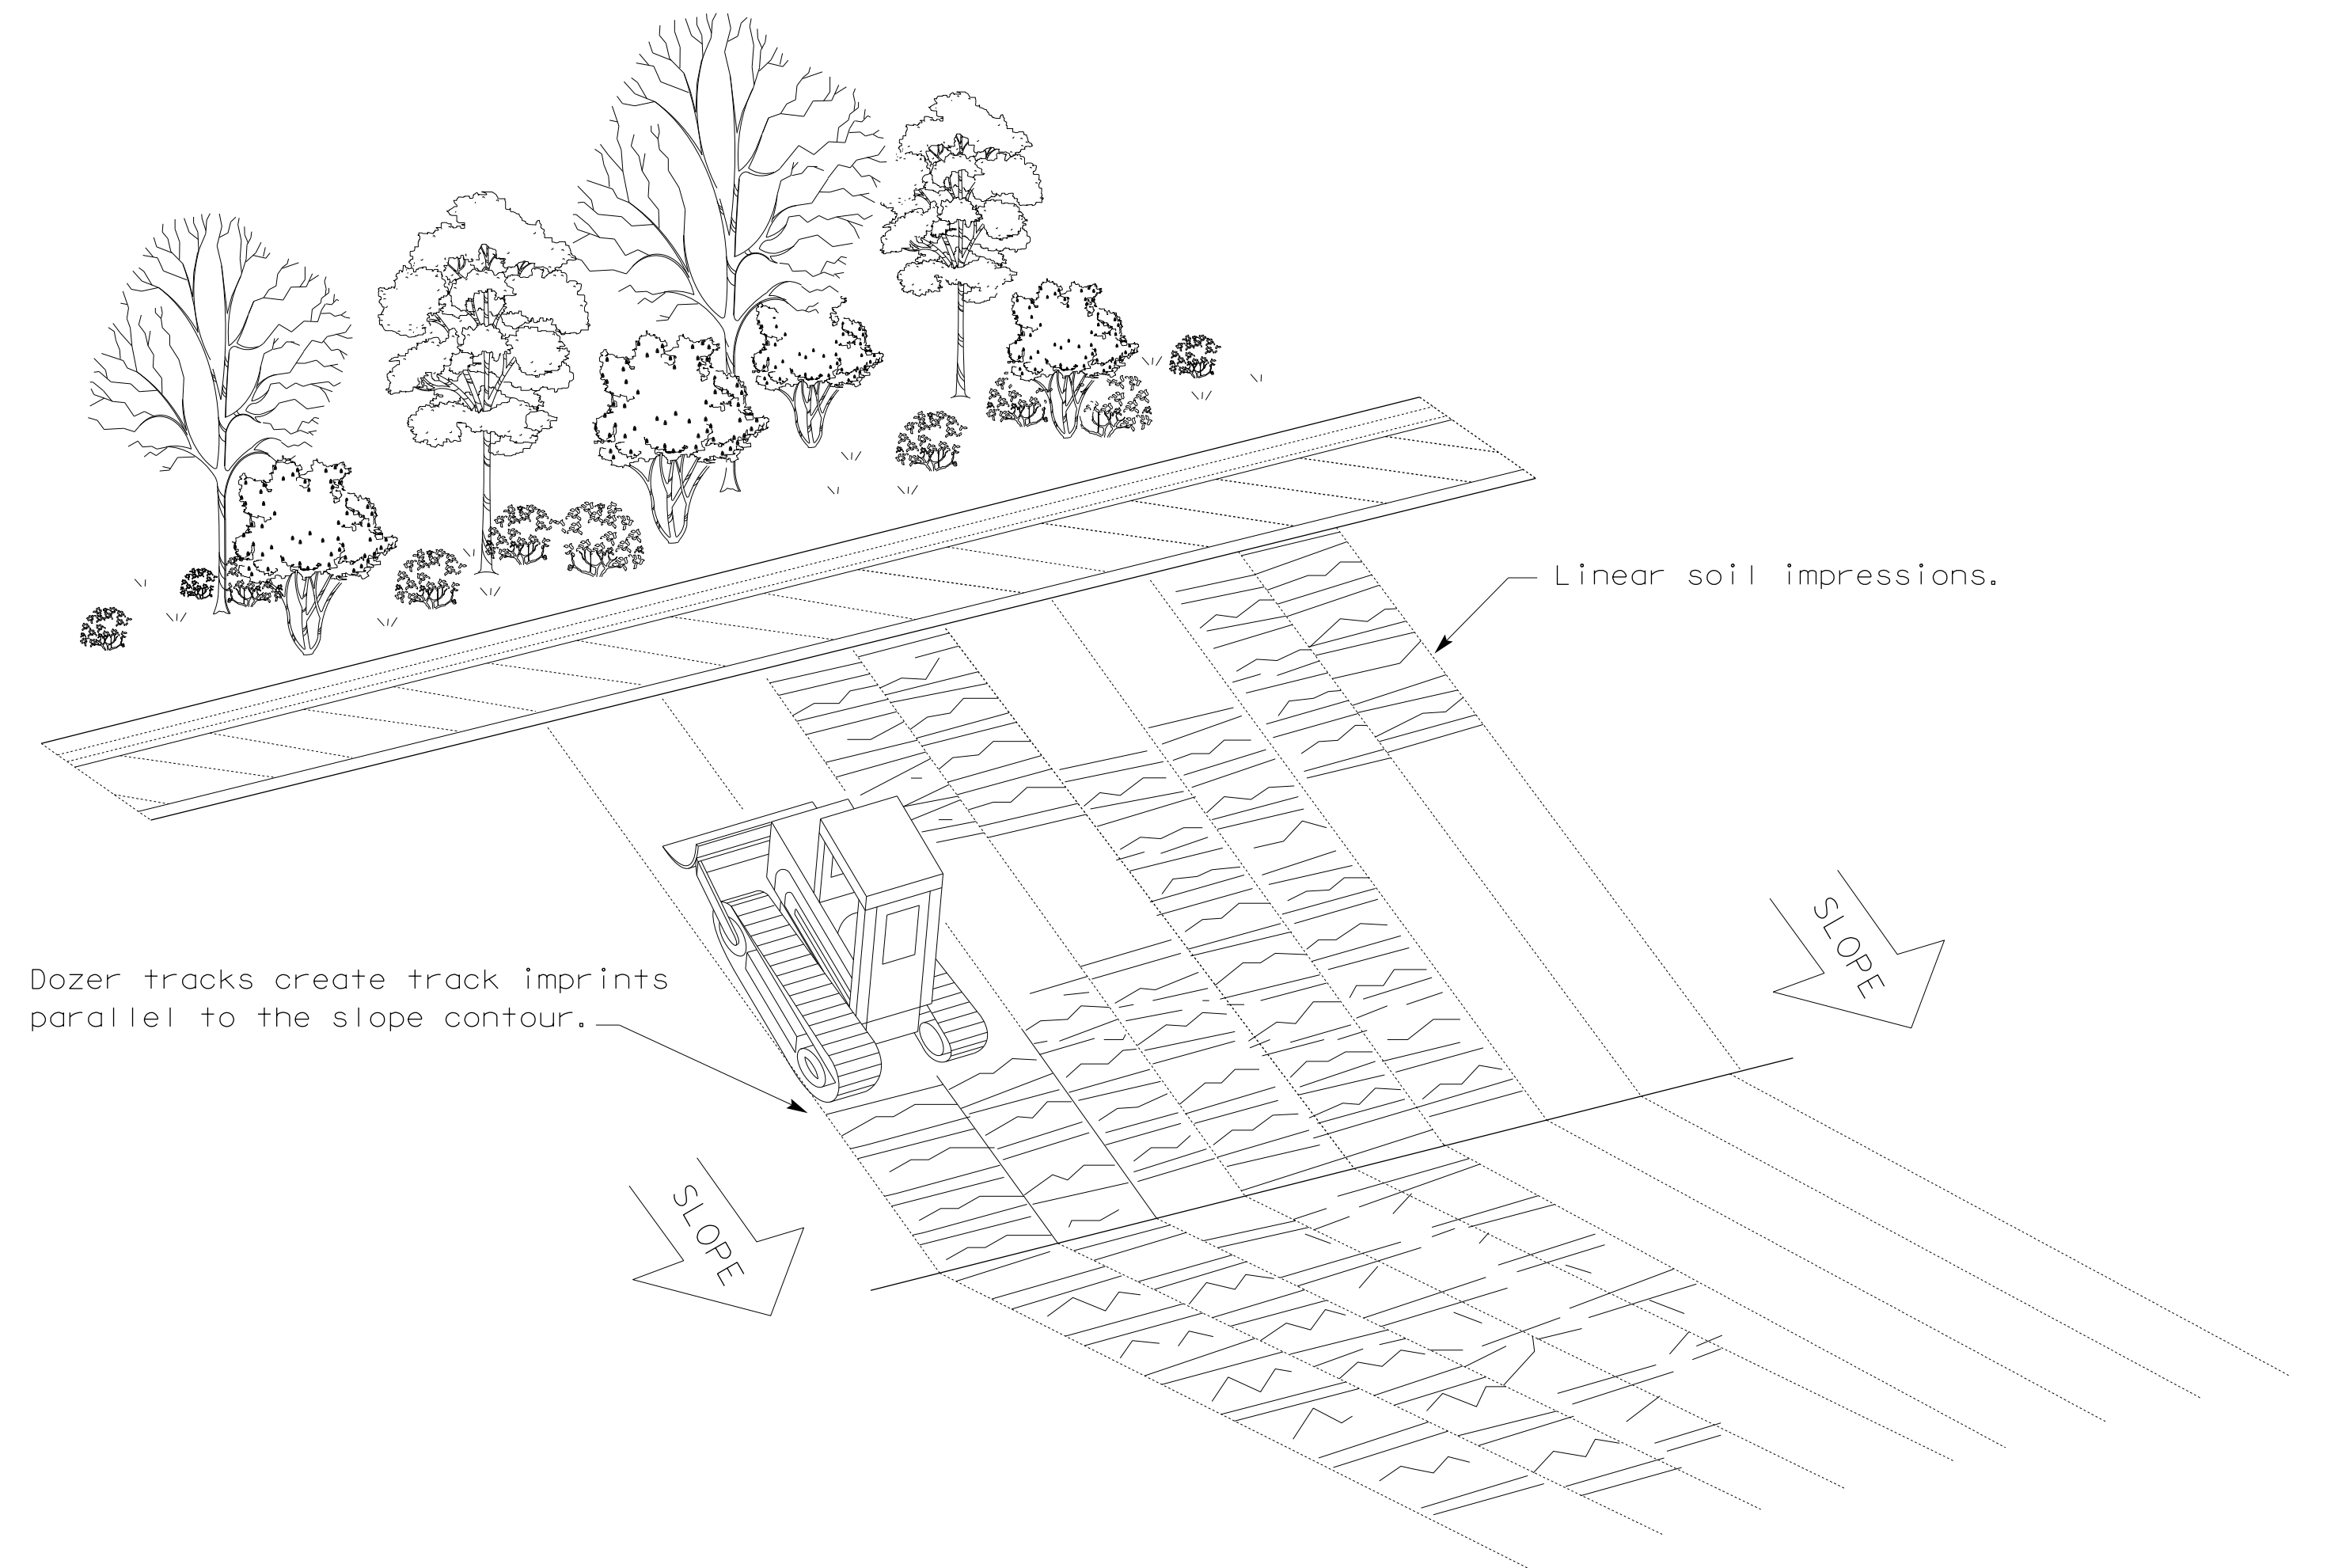 Linear soil impressions.
SLOPE
Dozer tracks create track imprints
parallel to the slope contour.
SLOPE